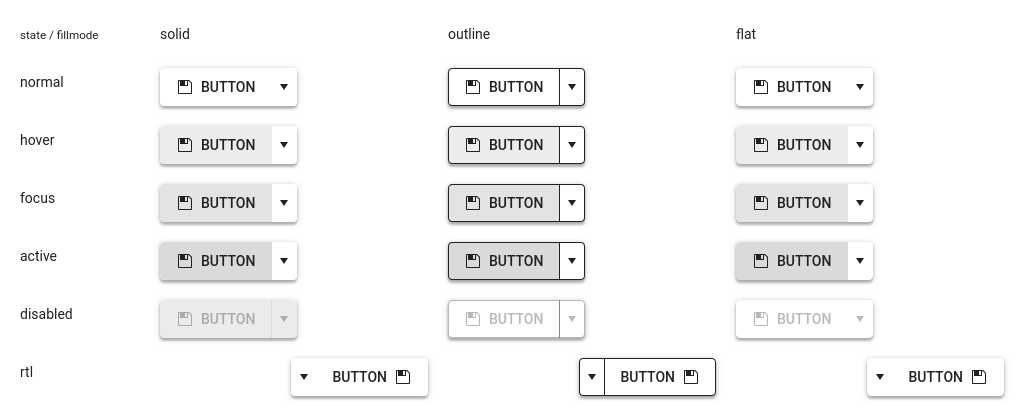 state / fillmode solid outline flat
normal BUTTON BUTTON BUTTON
hover BUTTON BUTTON BUTTON
focus BUTTON BUTTON BUTTON
active BUTTON BUTTON BUTTON
disabled BUTTON BUTTON BUTTON
rtl BUTTON BUTTON BUTTON